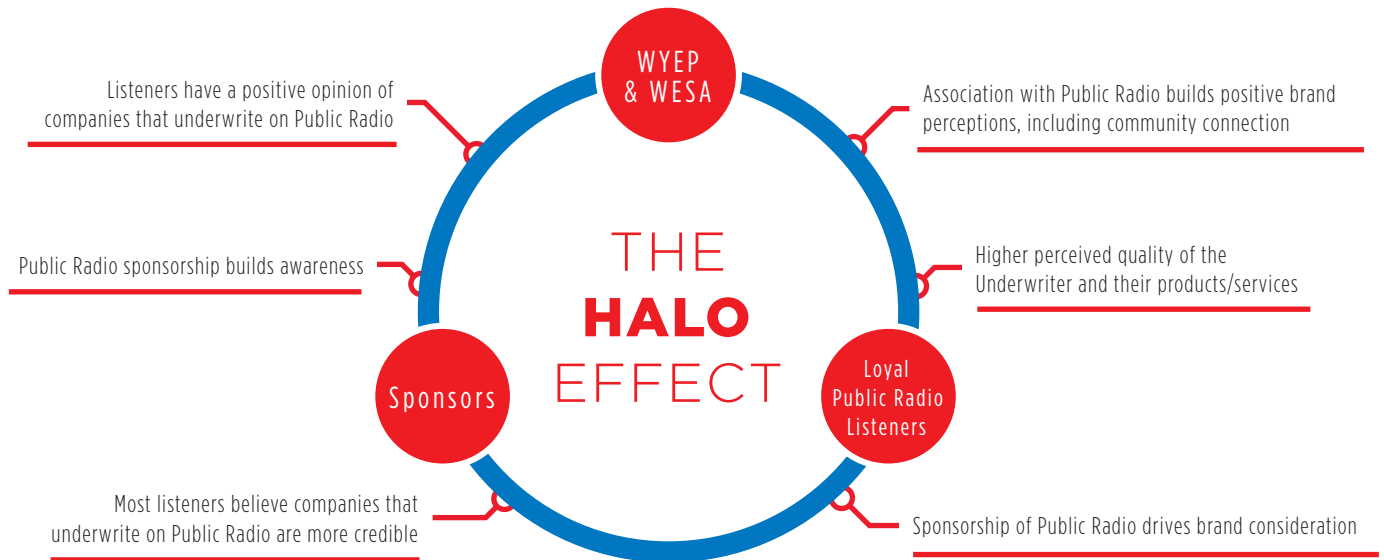 WYEP
& WESA
Listeners have a positive opinion of
companies that underwrite on Public Radio
Association with Public Radio builds positive brand
perceptions, including community connection
THE
HALO
EFFECT
Public Radio sponsorship builds awareness
Higher perceived quality of the
Underwriter and their products/services
Sponsors
Loyal
Public Radio
Listeners
Most listeners believe companies that
underwrite on Public Radio are more credible
Sponsorship of Public Radio drives brand consideration